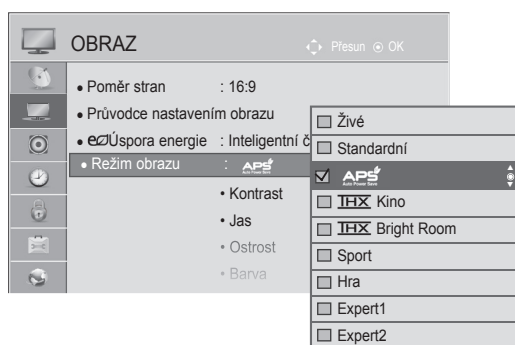 OBRAZ
Přesun OK
• Poměr stran : 16:9
• Průvodce nastavením obrazu
• eco Úspora energie : Inteligentní č
• Režim obrazu : APS
Auto Power Save
• Kontrast
• Jas
• Ostrost
• Barva
Živé
Standardní
APS
Auto Power Save
THX Kino
THX Bright Room
Sport
Hra
Expert1
Expert2